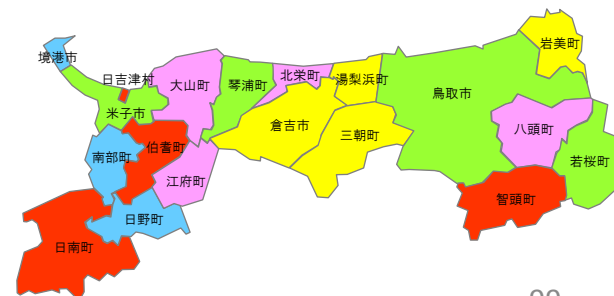 境港市
岩美町
日吉津村
大山町
琴浦町
北栄町
湯梨浜町
鳥取市
米子市
倉吉市
三朝町
八頭町
南部町
伯耆町
若桜町
江府町
智頭町
日野町
日南町